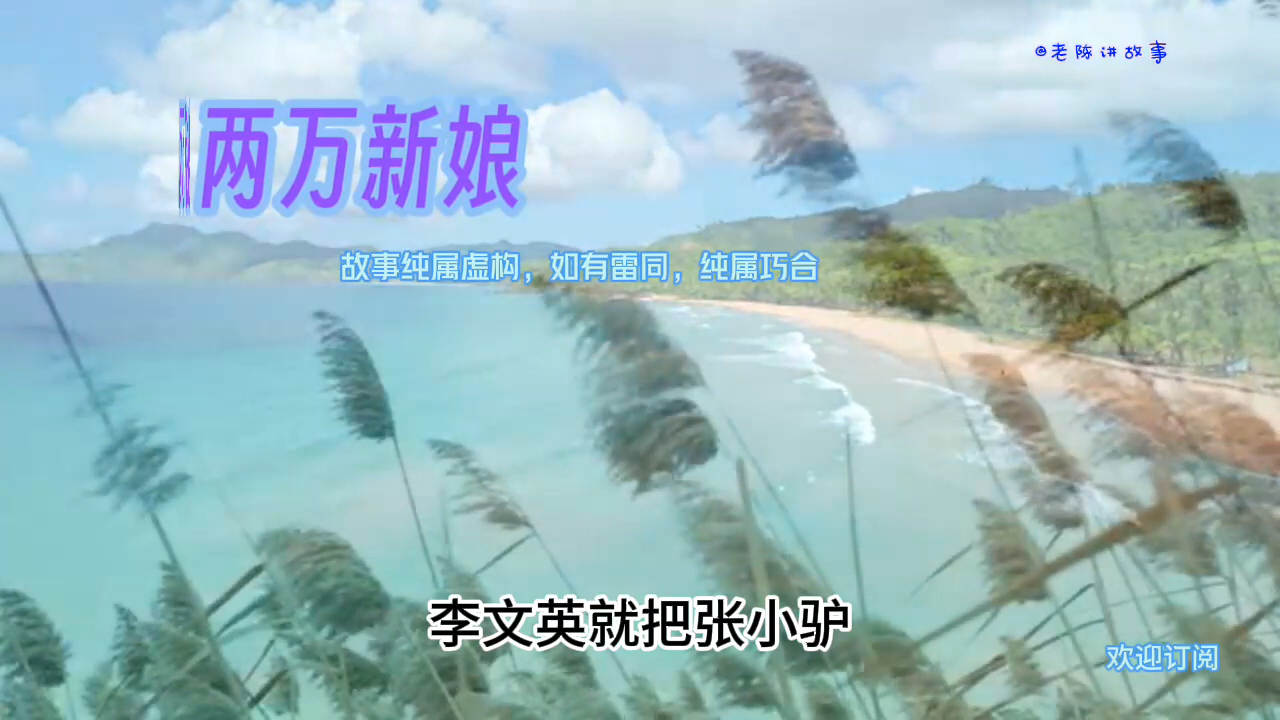 @老陈讲故事
两万新娘
故事纯属虚构，如有雷同，纯属巧合
李文英就把张小驴
欢迎订阅